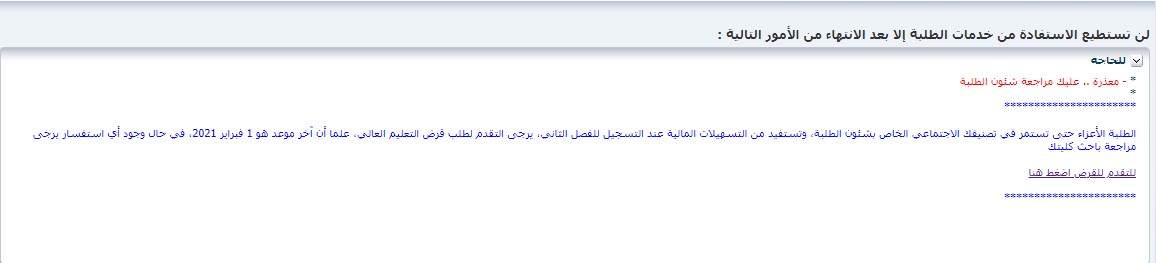 لن تستطيع الاستفادة من خدمات الطلبة إلا بعد الانتهاء من الأمور التالية :
للحاجة
* - معذرة .. عليك مراجعة شئون الطلبة
*
**********************
الطلبة الأعزاء حتى تستمر في تصنيفك الاجتماعي الخاص بشئون الطلبة، وتستفيد من التسهيلات المالية عند التسجيل للفصل الثاني، يرجى التقدم لطلب قرض التعليم العالي، علما أن آخر موعد هو 1 فبراير 2021، في حال وجود أي استفسار يرجى
مراجعة باحث كليتك
للتقدم للقرض اضغط هنا
**********************